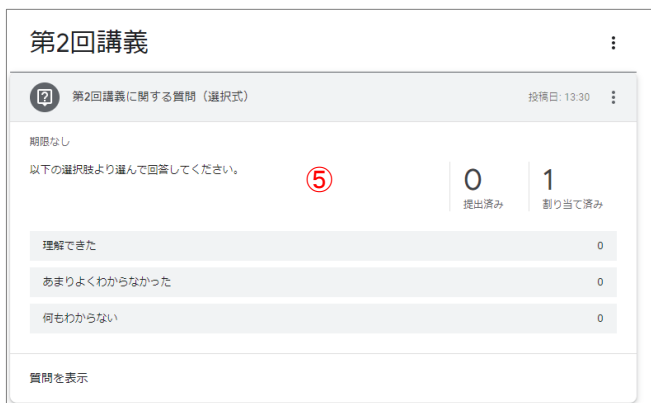 第2回講義
第2回講義に関する質問（選択式）
投稿日: 13:30
期限なし
以下の選択肢より選んで回答してください。
⑤
0
提出済み
1
割り当て済み
理解できた 0
あまりよくわからなかった 0
何もわからない 0
質問を表示